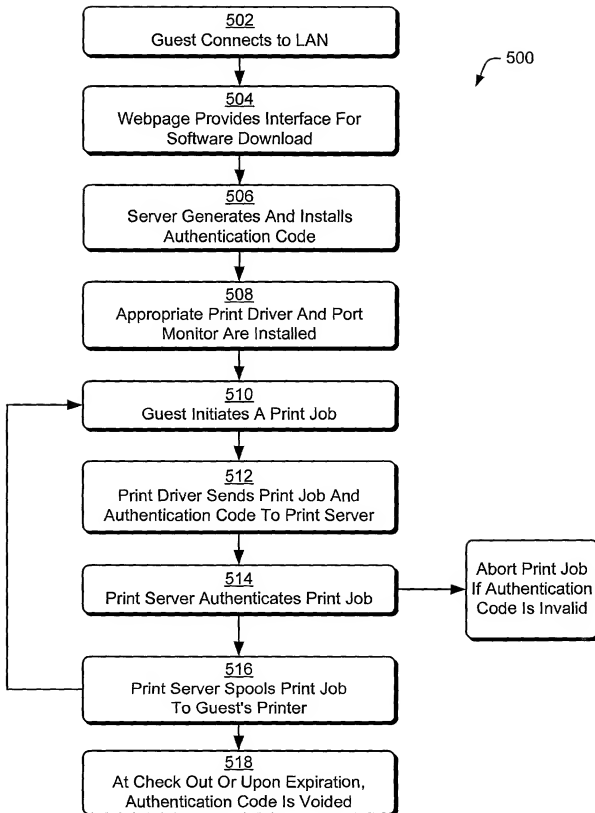 502
Guest Connects to LAN
500
504
Webpage Provides Interface For
Software Download
506
Server Generates And Installs
Authentication Code
508
Appropriate Print Driver And Port
Monitor Are Installed
510
Guest Initiates A Print Job
512
Print Driver Sends Print Job And
Authentication Code To Print Server
514
Print Server Authenticates Print Job
Abort Print Job
If Authentication
Code Is Invalid
516
Print Server Spools Print Job
To Guest's Printer
518
At Check Out Or Upon Expiration,
Authentication Code Is Voided